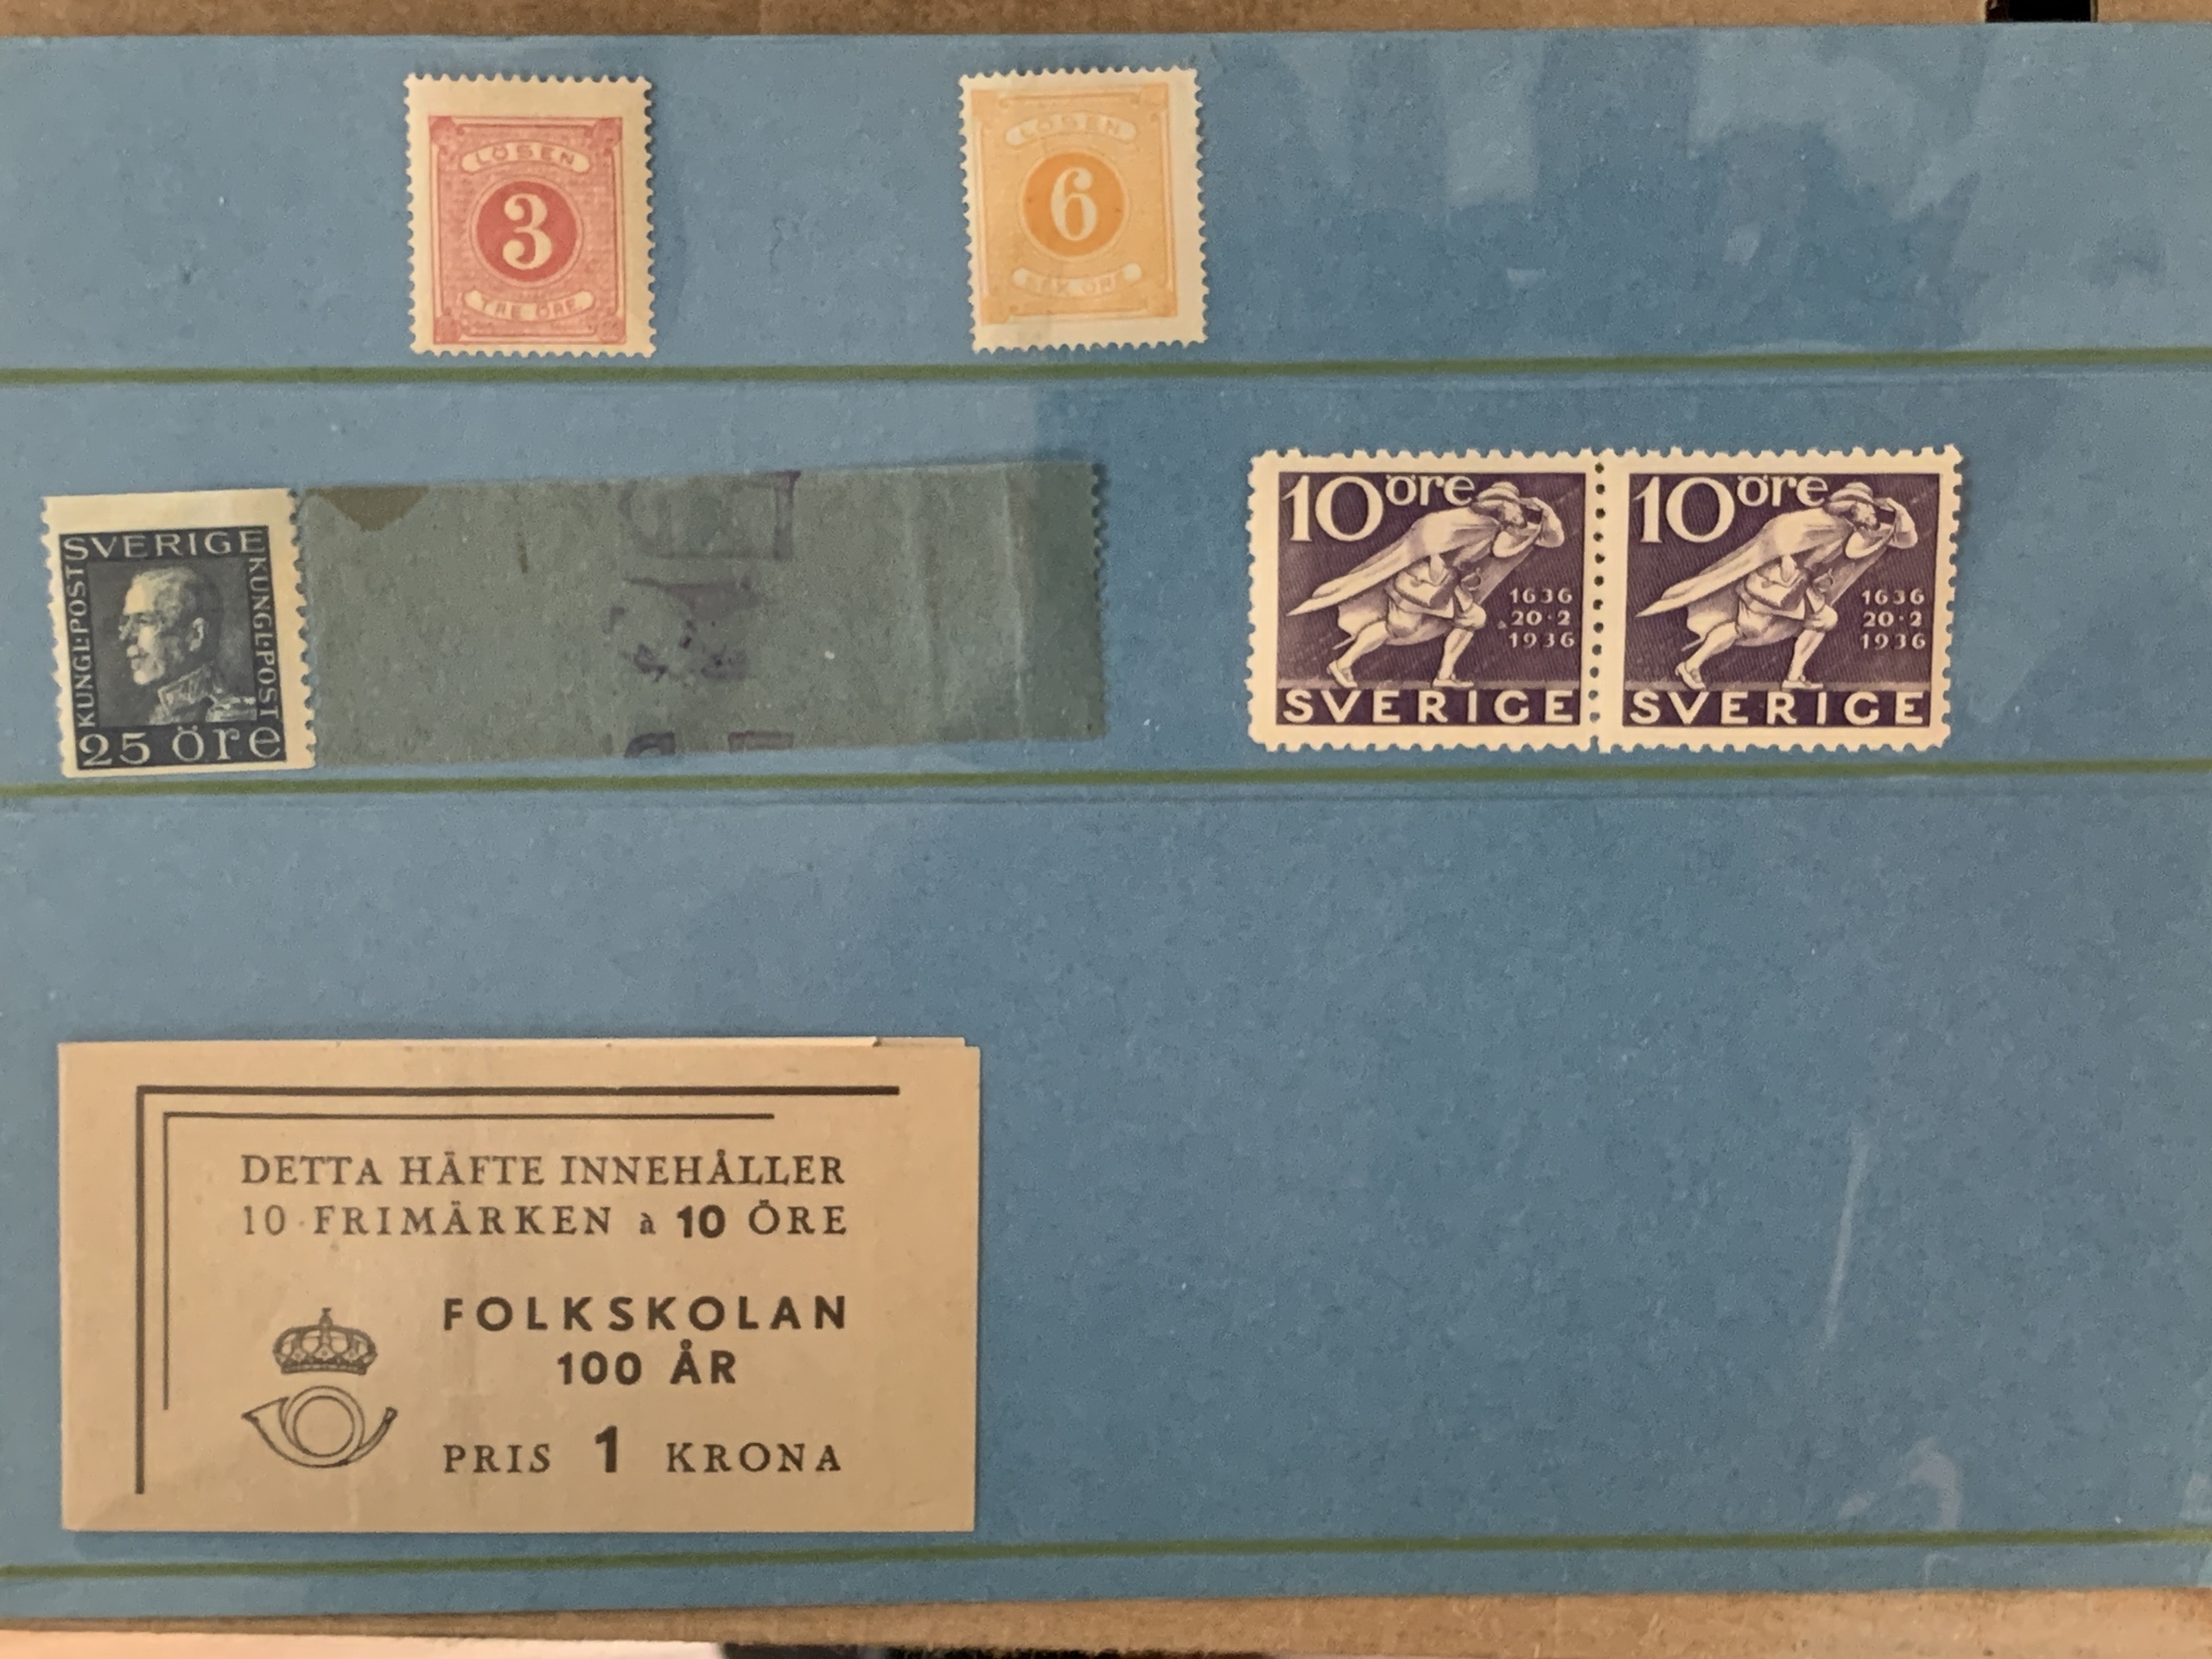 LÖSEN
3
TRE ÖRE
LÖSEN
6
SEX ÖRE
SVERIGE
KUNGL:POST
KUNGL:POST
25 öre
10 öre
1636
20·2
1936
SVERIGE
10 öre
1636
20·2
1936
SVERIGE
DETTA HÄFTE INNEHÅLLER
10 FRIMÄRKEN à 10 ÖRE
FOLKSKOLAN
100 ÅR
PRIS 1 KRONA